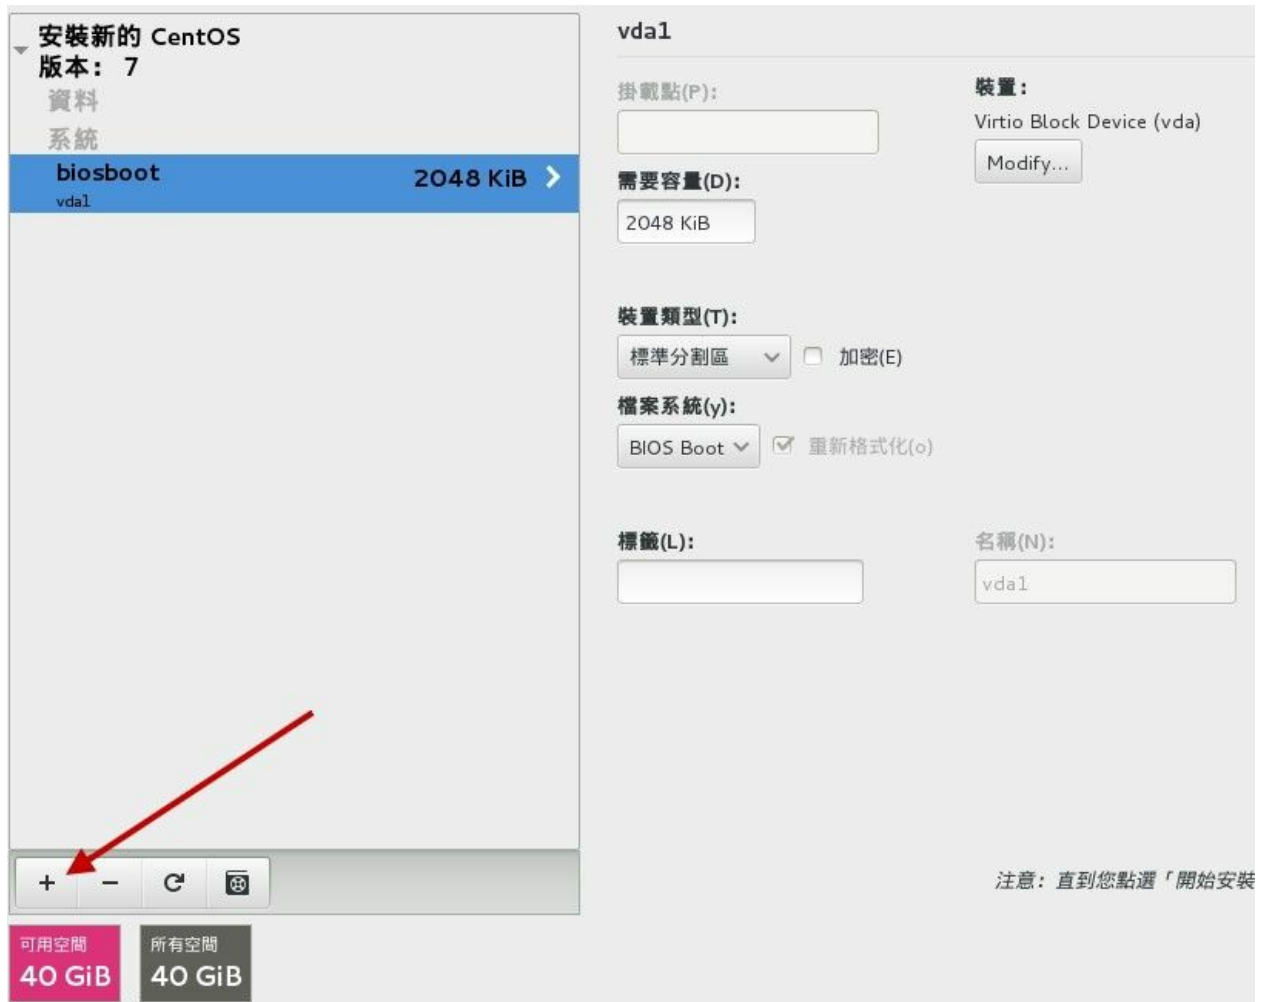 安裝新的 CentOS
版本： 7
資料
系統
biosboot
2048 KiB
vda1
可用空間
40 GiB
所有空間
40 GiB
vda1
掛載點(P)：
裝置：
Virtio Block Device (vda)
Modify...
需要容量(D)：
2048 KiB
裝置類型(T)：
標準分割區
加密(E)
檔案系統(y)：
BIOS Boot
重新格式化(o)
標籤(L)：
名稱(N)：
vda1
注意：直到您點選「開始安裝